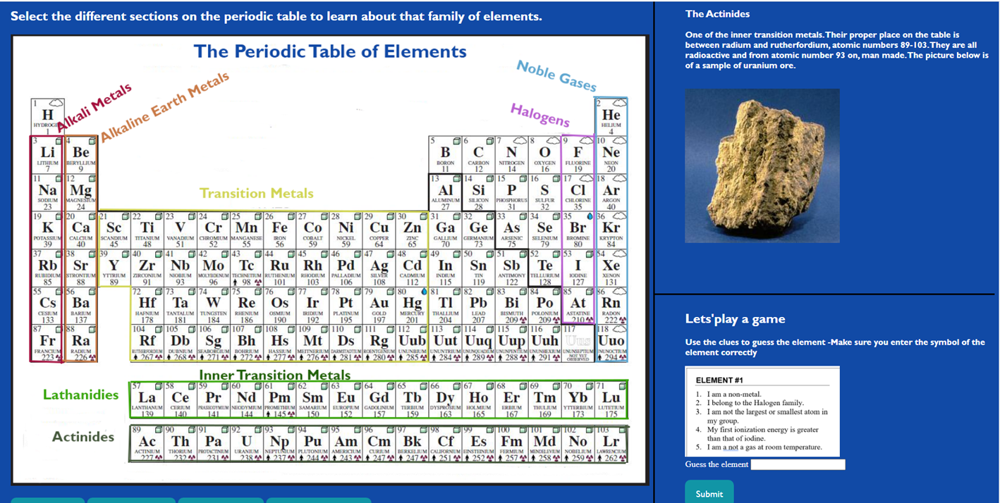 Select the different sections on the periodic table to learn about that family of elements.
The Periodic Table of Elements
Alkali Metals
Alkaline Earth Metals
Noble Gases
Halogens
1 2
H He
HELIUM
1 4
3 4 5 6 7 8 9 10
Li Be B C N O F Ne
LITHIUM BERYLLIUM BORON CARBON NITROGEN OXYGEN FLUORINE NEON
7 9 11 12 14 16 19 20
11 12 13 14 15 16 17 18
Na Mg Al Si P S Cl Ar
SODIUM MAGNESIUM ALUMINUM SILICON PHOSPHORUS SULFUR CHLORINE ARGON
23 24 27 28 31 32 35 40
Transition Metals
19 20 21 22 23 24 25 26 27 28 29 30 31 32 33 34 35 36
K Ca Sc Ti V Cr Mn Fe Co Ni Cu Zn Ga Ge As Se Br Kr
POTASSIUM CALCIUM SCANDIUM TITANIUM VANADIUM CHROMIUM MANGANESE IRON COBALT NICKEL COPPER ZINC GALLIUM GERMANIUM ARSENIC SELENIUM BROMINE KRYPTON
39 40 45 48 51 52 55 56 59 59 64 65 70 73 75 79 80 84
37 38 39 40 41 42 43 44 45 46 47 48 49 50 51 52 53 54
Rb Sr Y Zr Nb Mo Tc Ru Rh Pd Ag Cd In Sn Sb Te I Xe
RUBIDIUM STRONTIUM YTTRIUM ZIRCONIUM NIOBIUM MOLYBDENUM TECHNETIUM RUTHENIUM RHODIUM PALLADIUM SILVER CADMIUM INDIUM TIN ANTIMONY TELLURIUM IODINE XENON
85 88 89 91 93 96 98 101 103 106 108 112 115 119 122 128 127 131
55 56 72 73 74 75 76 77 78 79 80 81 82 83 84 85 86
Cs Ba Hf Ta W Re Os Ir Pt Au Hg Tl Pb Bi Po At Rn
CESIUM BARIUM HAFNIUM TANTALUM TUNGSTEN RHENIUM OSMIUM IRIDIUM PLATINUM GOLD MERCURY THALLIUM LEAD BISMUTH POLONIUM ASTATINE RADON
133 137 178 181 184 186 190 192 195 197 201 204 207 209 209 210 222
87 88 104 105 106 107 108 109 110 111 112 113 114 115 116 117 118
Fr Ra Rf Db Sg Bh Hs Mt Ds Rg Uub Uut Uuq Uup Uuh Uus Uuo
FRANCIUM RADIUM RUTHERFORDIUM DUBNIUM SEABORGIUM BOHRIUM HASSIUM MEITNERIUM DARMSTADTIUM ROENTGENIUM UNUNBIUM UNUNTRIUM UNUNQUADIUM UNUNPENTIUM UNUNHEXIUM UNUNSEPTIUM UNUNOCTIUM
223 226 267 268 271 272 277 276 281 280 285 284 289 288 291 NOT YET OBSERVED 294
Inner Transition Metals
Lathanidies
57 58 59 60 61 62 63 64 65 66 67 68 69 70 71
La Ce Pr Nd Pm Sm Eu Gd Tb Dy Ho Er Tm Yb Lu
LANTHANUM CERIUM PRASEODYMIUM NEODYMIUM PROMETHIUM SAMARIUM EUROPIUM GADOLINIUM TERBIUM DYSPROSIUM HOLMIUM ERBIUM THULIUM YTTERBIUM LUTETIUM
139 140 141 144 145 150 152 157 159 163 165 167 169 173 175
Actinides
89 90 91 92 93 94 95 96 97 98 99 100 101 102 103
Ac Th Pa U Np Pu Am Cm Bk Cf Es Fm Md No Lr
ACTINIUM THORIUM PROTACTINIUM URANIUM NEPTUNIUM PLUTONIUM AMERICIUM CURIUM BERKELIUM CALIFORNIUM EINSTEINIUM FERMIUM MENDELEVIUM NOBELIUM LAWRENCIUM
227 232 231 238 237 244 243 247 247 251 252 257 258 259 262
The Actinides
One of the inner transition metals. Their proper place on the table is
between radium and rutherfordium, atomic numbers 89-103. They are all
radioactive and from atomic number 93 on, man made. The picture below is
of a sample of uranium ore.
Lets'play a game
Use the clues to guess the element -Make sure you enter the symbol of the
element correctly
ELEMENT #1
1. I am a non-metal.
2. I belong to the Halogen family.
3. I am not the largest or smallest atom in
my group.
4. My first ionization energy is greater
than that of iodine.
5. I am a not a gas at room temperature.
Guess the element
Submit